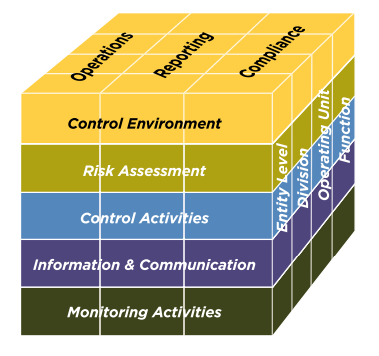 Operations
Reporting
Compliance
Control Environment
Risk Assessment
Control Activities
Information & Communication
Monitoring Activities
Entity Level
Division
Operating Unit
Function